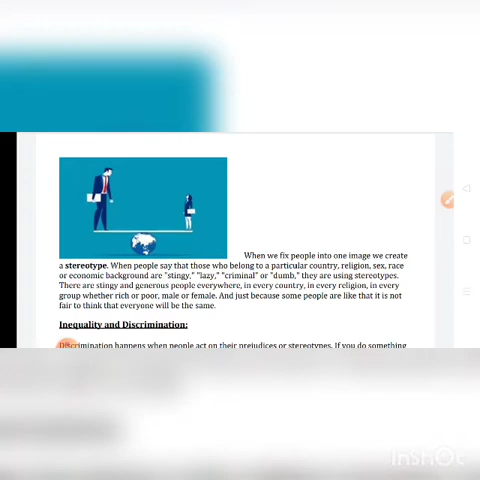 When we fix people into one image we create
a stereotype. When people say that those who belong to a particular country, religion, sex, race
or economic background are "stingy," "lazy," "criminal" or "dumb," they are using stereotypes.
There are stingy and generous people everywhere, in every country, in every religion, in every
group whether rich or poor, male or female. And just because some people are like that it is not
fair to think that everyone will be the same.
Inequality and Discrimination:
Discrimination happens when people act on their prejudices or stereotypes. If you do something
InShOt